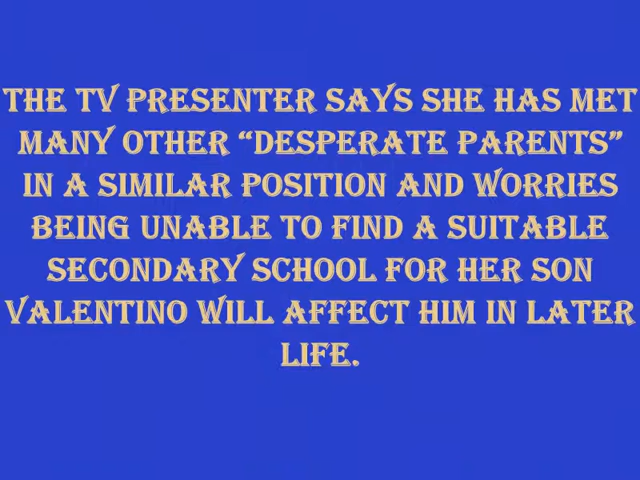 THE TV PRESENTER SAYS SHE HAS MET
MANY OTHER “DESPERATE PARENTS”
IN A SIMILAR POSITION AND WORRIES
BEING UNABLE TO FIND A SUITABLE
SECONDARY SCHOOL FOR HER SON
VALENTINO WILL AFFECT HIM IN LATER
LIFE.